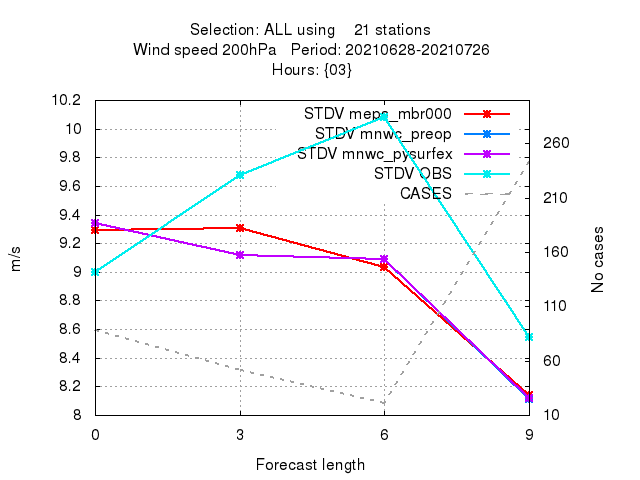 Selection: ALL using    21 stations
Wind speed 200hPa   Period: 20210628-20210726
Hours: {03}
STDV meps_mbr000
STDV mnwc_preop
STDV mnwc_pysurfex
STDV OBS
CASES
10.2
10
9.8
9.6
9.4
9.2
9
8.8
8.6
8.4
8.2
8
m/s
260
210
160
110
60
10
No cases
0 3 6 9
Forecast length